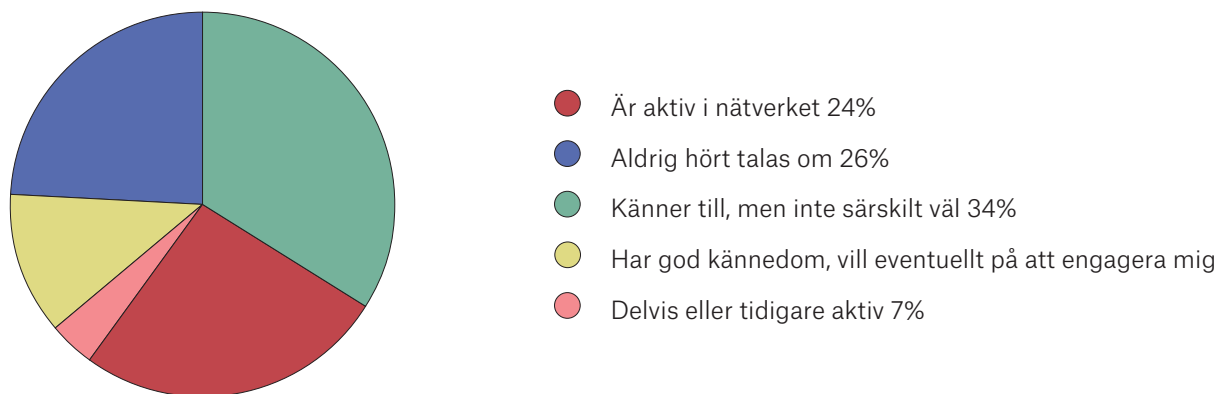 Är aktiv i nätverket 24%
Aldrig hört talas om 26%
Känner till, men inte särskilt väl 34%
Har god kännedom, vill eventuellt på att engagera mig
Delvis eller tidigare aktiv 7%